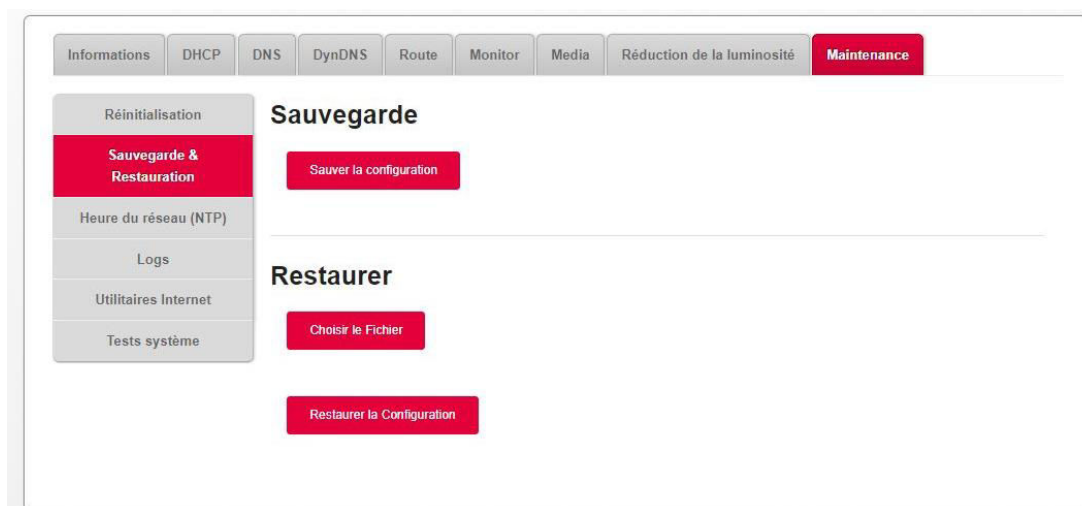 Informations DHCP DNS DynDNS Route Monitor Media Réduction de la luminosité Maintenance
Réinitialisation
Sauvegarde &
Restauration
Heure du réseau (NTP)
Logs
Utilitaires Internet
Tests système
Sauvegarde
Sauver la configuration
Restaurer
Choisir le Fichier
Restaurer la Configuration